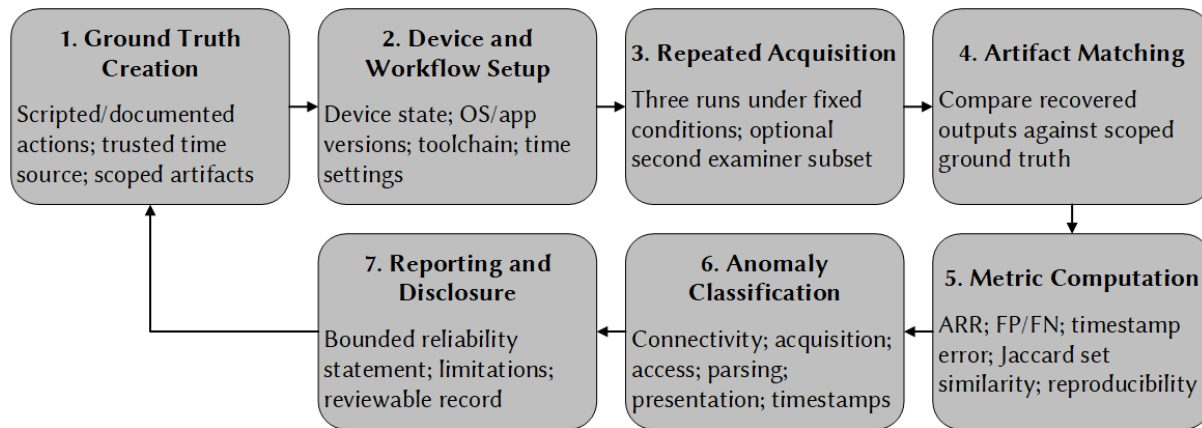 1. Ground Truth
Creation
Scripted/documented
actions; trusted time
source; scoped artifacts
2. Device and
Workflow Setup
Device state; OS/app
versions; toolchain; time
settings
3. Repeated Acquisition
Three runs under fixed
conditions; optional
second examiner subset
4. Artifact Matching
Compare recovered
outputs against scoped
ground truth
5. Metric Computation
ARR; FP/FN; timestamp
error; Jaccard set
similarity; reproducibility
6. Anomaly
Classification
Connectivity; acquisition;
access; parsing;
presentation; timestamps
7. Reporting and
Disclosure
Bounded reliability
statement; limitations;
reviewable record